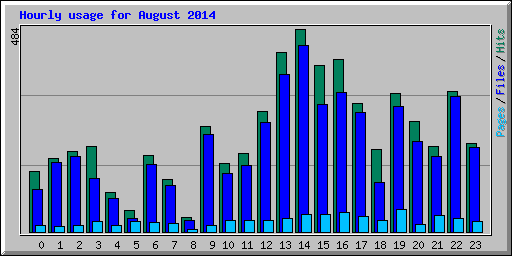 Hourly usage for August 2014
484
Pages / Files / Hits
0 1 2 3 4 5 6 7 8 9 10 11 12 13 14 15 16 17 18 19 20 21 22 23